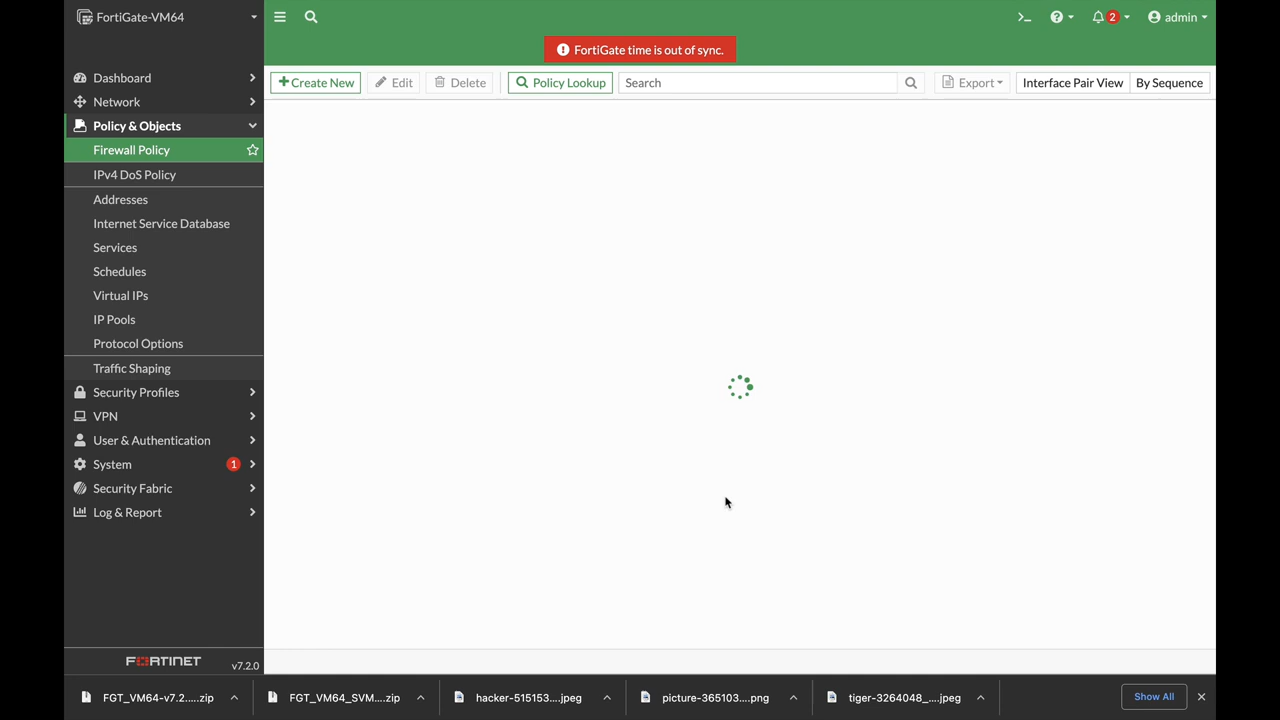 FortiGate-VM64
2
admin
FortiGate time is out of sync.
Dashboard
Create New
Edit
Delete
Policy Lookup
Search
Export
Interface Pair View
By Sequence
Network
Policy & Objects
Firewall Policy
IPv4 DoS Policy
Addresses
Internet Service Database
Services
Schedules
Virtual IPs
IP Pools
Protocol Options
Traffic Shaping
Security Profiles
VPN
User & Authentication
System
1
Security Fabric
Log & Report
FORTINET
v7.2.0
FGT_VM64-v7.2.....zip
FGT_VM64_SVM....zip
hacker-515153....jpeg
picture-365103....png
tiger-3264048_....jpeg
Show All